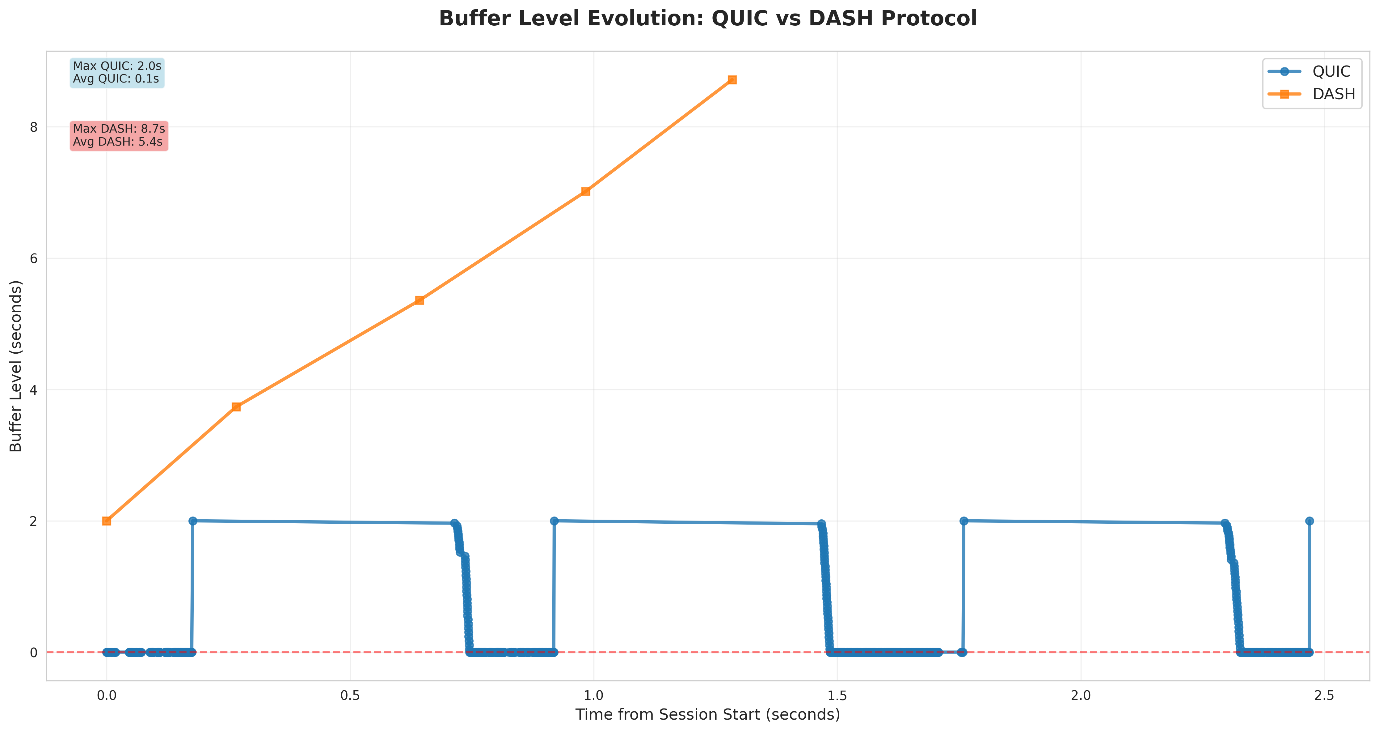 Buffer Level Evolution: QUIC vs DASH Protocol
Max QUIC: 2.0s
Avg QUIC: 0.1s
Max DASH: 8.7s
Avg DASH: 5.4s
QUIC
DASH
Buffer Level (seconds)
8
6
4
2
0
0.0
0.5
1.0
1.5
2.0
2.5
Time from Session Start (seconds)